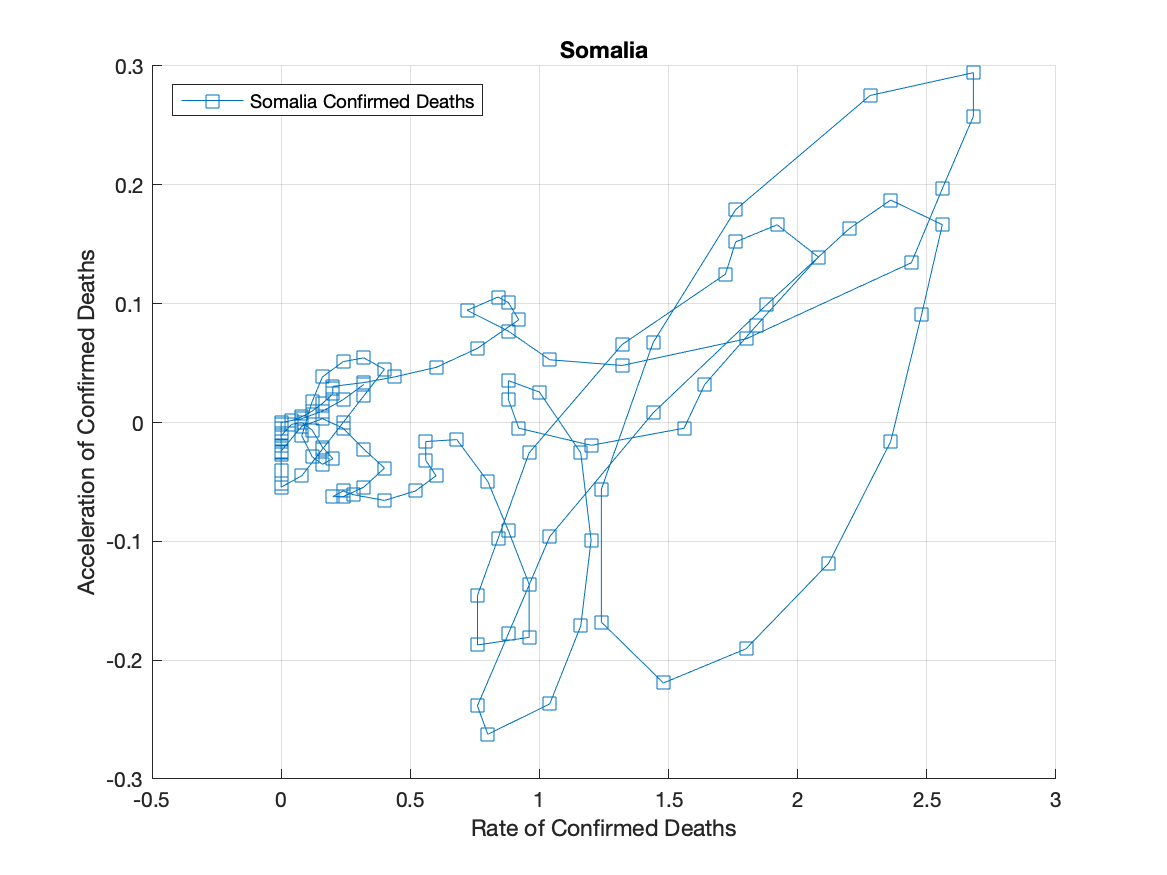 Somalia
Somalia Confirmed Deaths
0.3
0.2
0.1
0
-0.1
-0.2
-0.3
Acceleration of Confirmed Deaths
-0.5 0 0.5 1 1.5 2 2.5 3
Rate of Confirmed Deaths